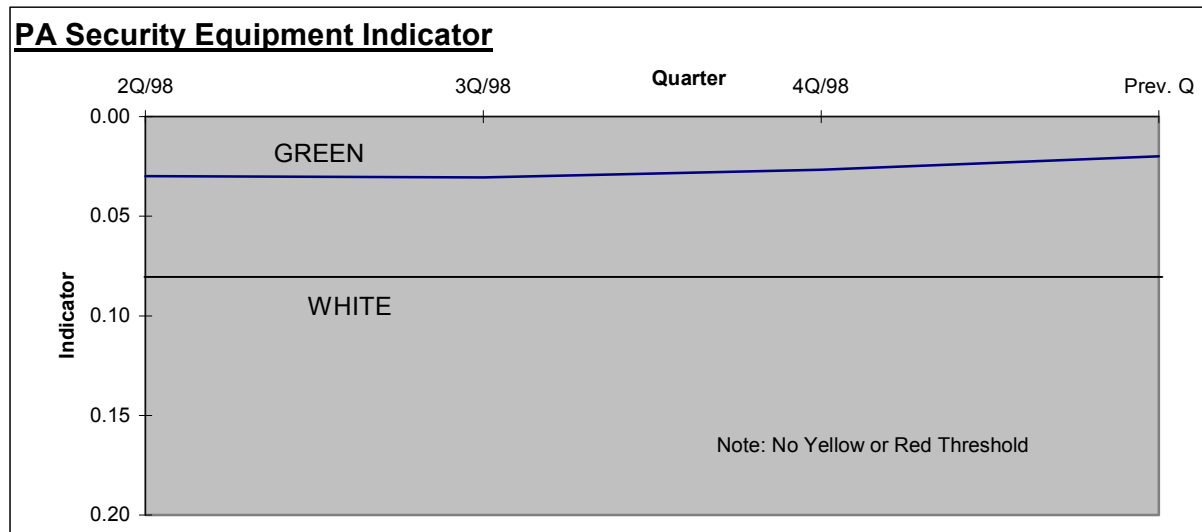 PA Security Equipment Indicator
Quarter
2Q/98 3Q/98 4Q/98 Prev. Q
0.00
GREEN
0.05
WHITE
0.10
Indicator
0.15
Note: No Yellow or Red Threshold
0.20